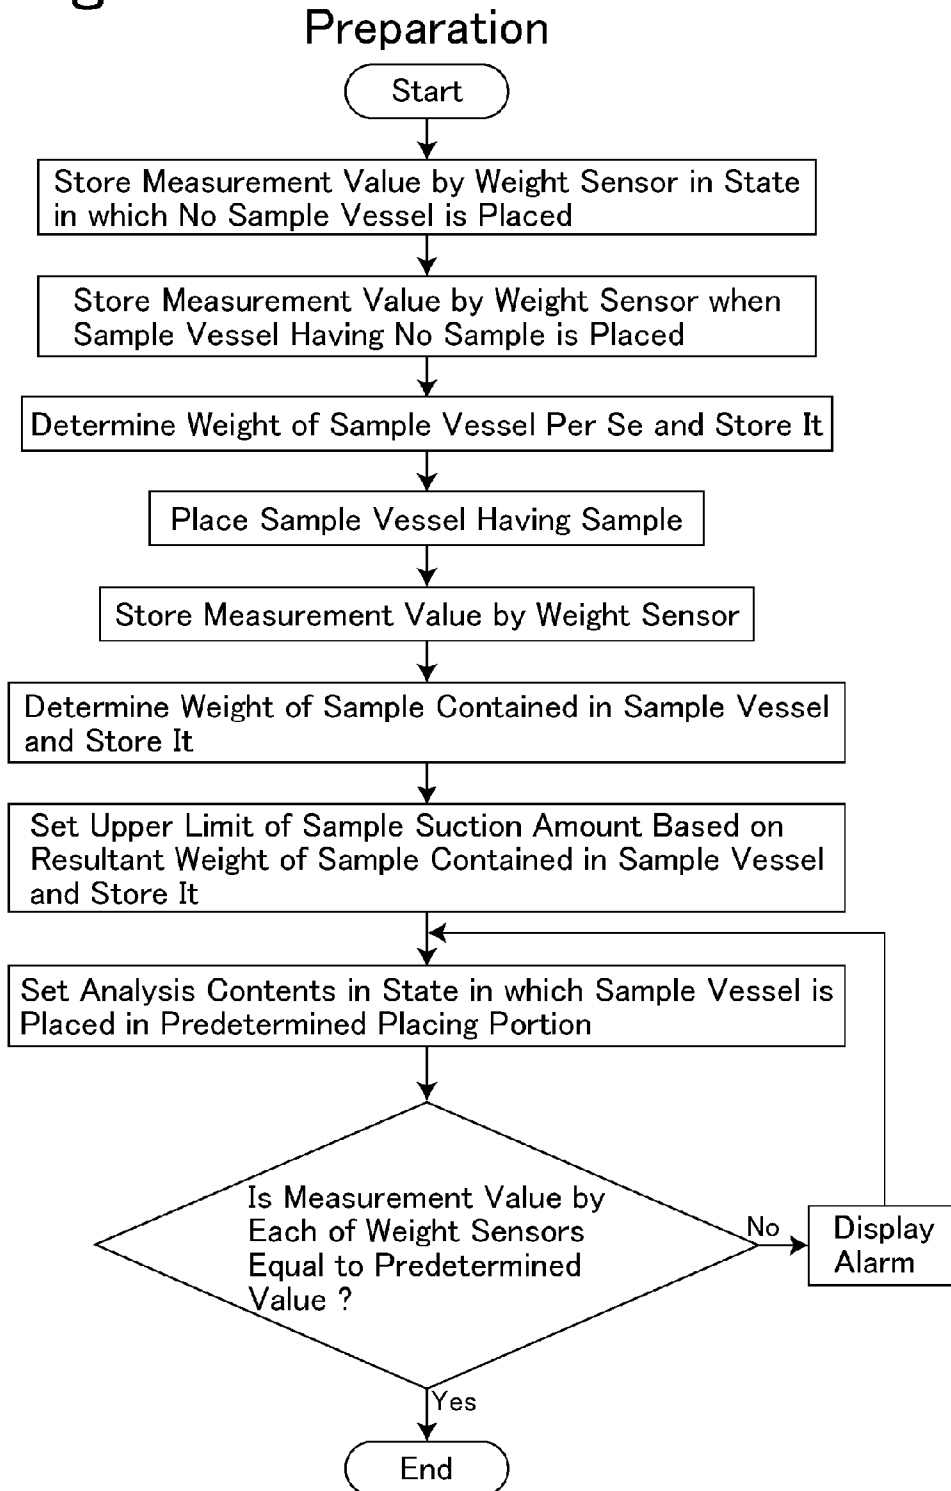 Preparation
Start
Store Measurement Value by Weight Sensor in State
in which No Sample Vessel is Placed
Store Measurement Value by Weight Sensor when
Sample Vessel Having No Sample is Placed
Determine Weight of Sample Vessel Per Se and Store It
Place Sample Vessel Having Sample
Store Measurement Value by Weight Sensor
Determine Weight of Sample Contained in Sample Vessel
and Store It
Set Upper Limit of Sample Suction Amount Based on
Resultant Weight of Sample Contained in Sample Vessel
and Store It
Set Analysis Contents in State in which Sample Vessel is
Placed in Predetermined Placing Portion
Is Measurement Value by
Each of Weight Sensors
Equal to Predetermined
Value ?
No
Display
Alarm
Yes
End